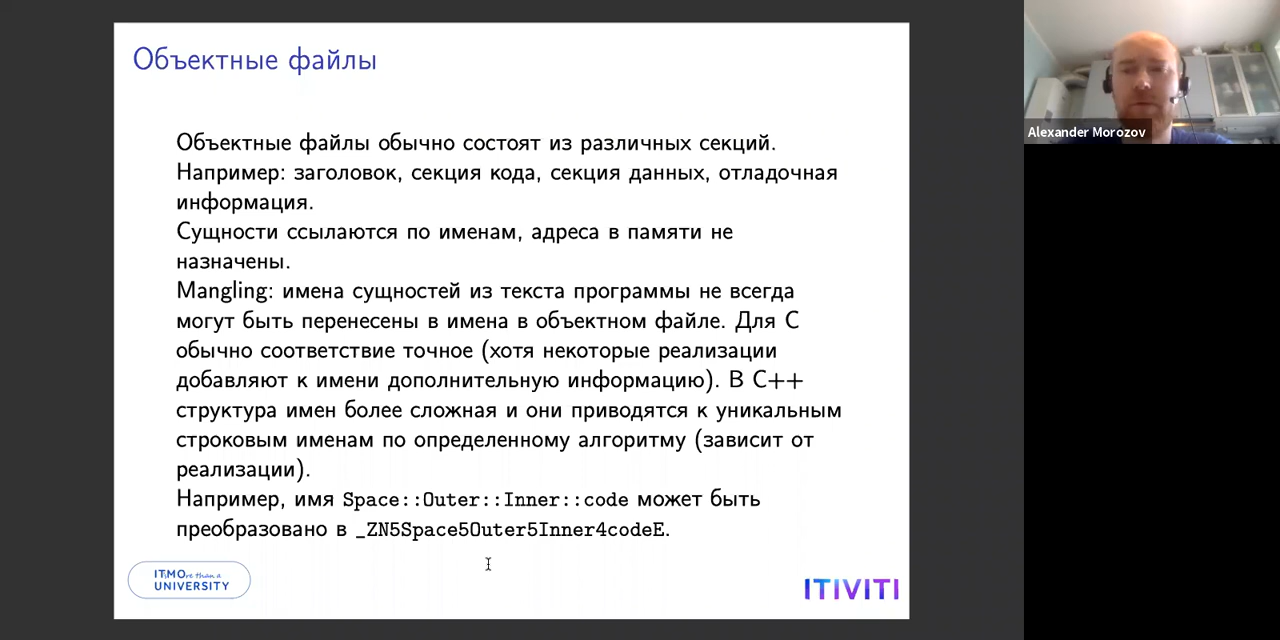 Объектные файлы
Объектные файлы обычно состоят из различных секций.
Например: заголовок, секция кода, секция данных, отладочная
информация.
Сущности ссылаются по именам, адреса в памяти не
назначены.
Mangling: имена сущностей из текста программы не всегда
могут быть перенесены в имена в объектном файле. Для C
обычно соответствие точное (хотя некоторые реализации
добавляют к имени дополнительную информацию). В C++
структура имен более сложная и они приводятся к уникальным
строковым именам по определенному алгоритму (зависит от
реализации).
Например, имя Space::Outer::Inner::code может быть
преобразовано в _ZN5Space5Outer5Inner4codeE.
ITMOre than a
UNIVERSITY
ITIVITI
Alexander Morozov